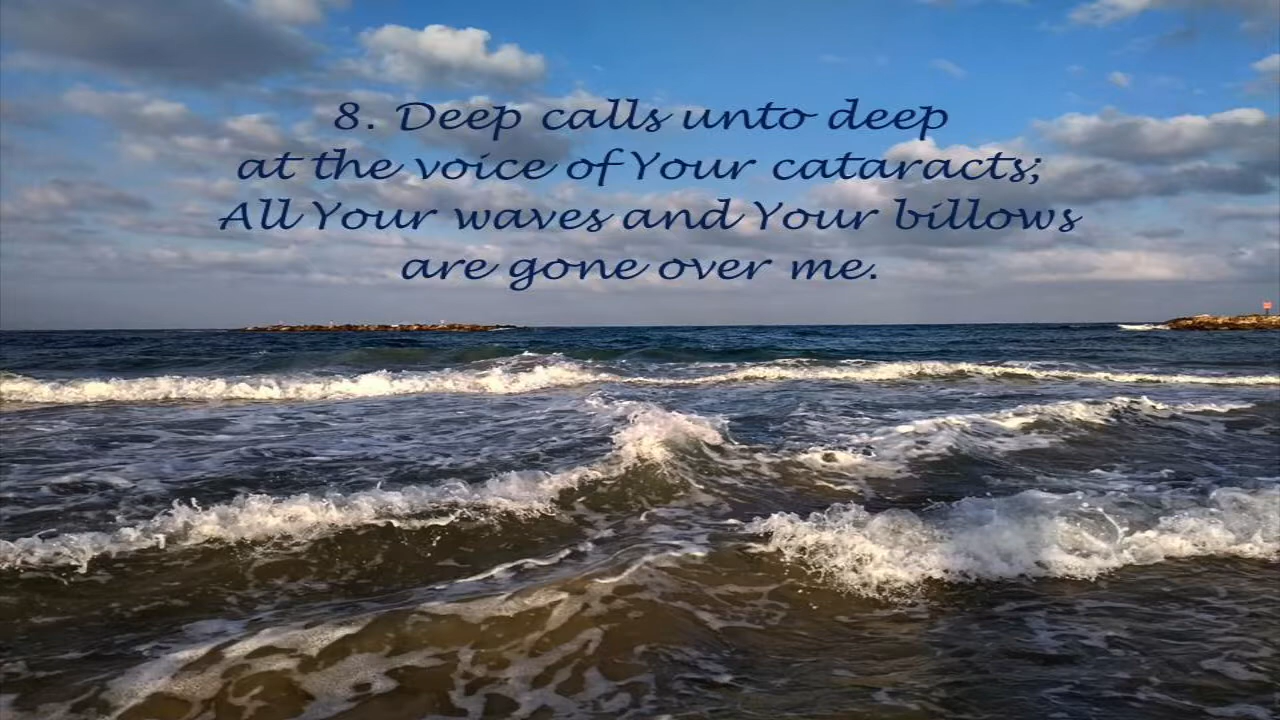 8. Deep calls unto deep
at the voice of Your cataracts;
All Your waves and Your billows
are gone over me.